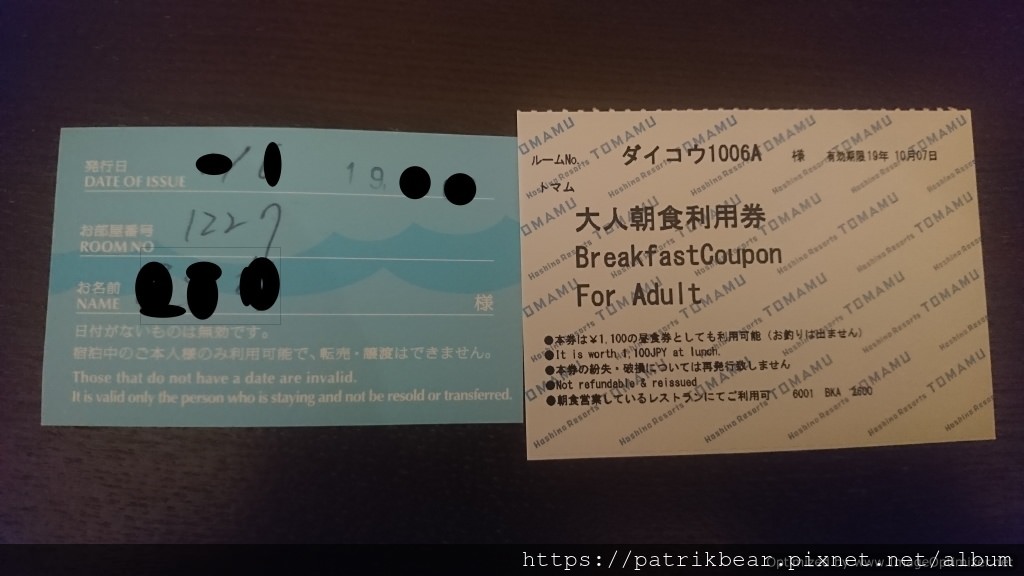 発行日
DATE OF ISSUE
19.
お部屋番号
ROOM NO
1227
お名前
NAME
様
日付がないものは無効です。
宿泊中のご本人様のみ利用可能で、転売・譲渡はできません。
Those that do not have a date are invalid.
It is valid only the person who is staying and not be resold or transferred.
ルームNo. ダイコウ1006A 様 有効期限19年 10月07日
トマム
大人朝食利用券
BreakfastCoupon
For Adult
●本券は¥1,100の昼食券としても利用可能（お釣りは出ません）
●It is worth 1,100JPY at lunch.
●本券の紛失・破損については再発行致しません
●Not refundable & reissued
●朝食営業しているレストランにてご利用可 6001 BKA 2600
Hoshino Resorts TOMAMU
https://patrikbear.pixnet.net/album